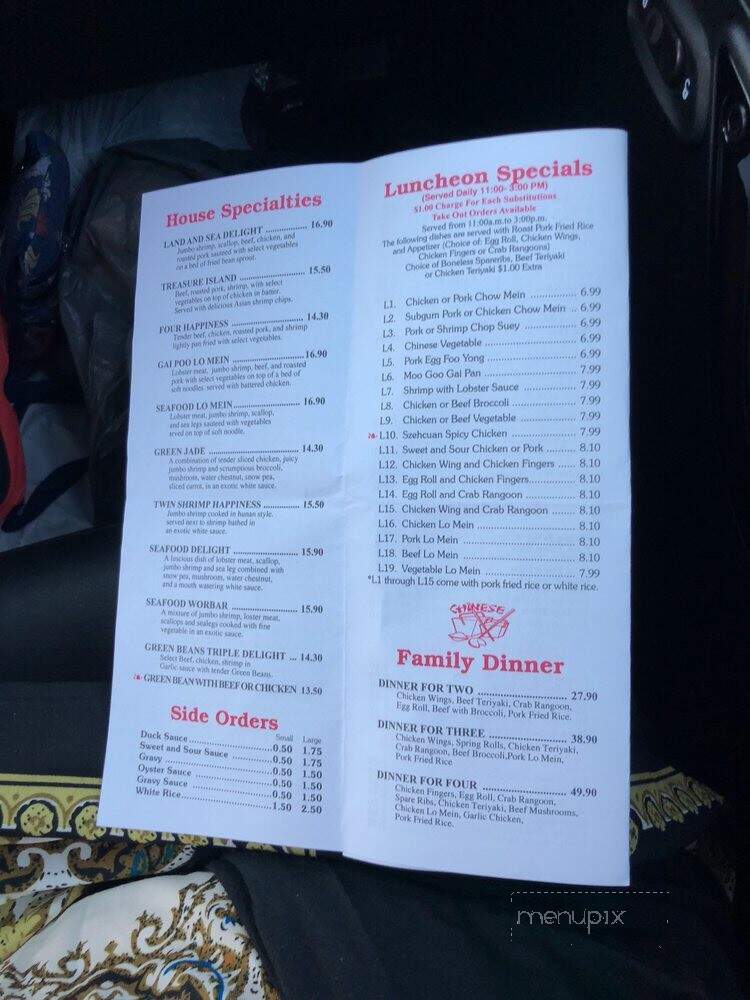 House Specialties
LAND AND SEA DELIGHT .................... 16.90
Jumbo shrimp, scallop, beef, chicken, and
roasted pork sauteed with select vegetables
on a bed of fried bean sprout.
TREASURE ISLAND .................... 15.50
Beef, roasted pork, shrimp, with select
vegetables on top of chicken in batter.
Served with delicious Asian shrimp chips.
FOUR HAPPINESS .................... 14.30
Tender beef, chicken, roasted pork, and shrimp
lightly pan fried with select vegetables.
GAI POO LO MEIN .................... 16.90
Lobster meat, jumbo shrimp, beef, and roasted
pork with select vegetables on top of a bed of
soft noodles. served with battered chicken.
SEAFOOD LO MEIN.................... 16.90
Lobster meat, jumbo shrimp, scallop,
and sea legs sauteed with vegetables
served on top of soft noodle.
GREEN JADE .................... 14.30
A combination of tender sliced chicken, juicy
jumbo shrimp and scrumptious broccoli,
mushroom, water chestnut, snow pea,
sliced carrot, in an exotic white sauce.
TWIN SHRIMP HAPPINESS .................... 15.50
Jumbo shrimp cooked in hunan style.
served next to shrimp bathed in
an exotic white sauce.
SEAFOOD DELIGHT .................... 15.90
A luscious dish of lobster meat, scallop,
jumbo shrimp and sea leg combined with
snow pea, mushroom, water chestnut,
and a mouth watering white sauce.
SEAFOOD WORBAR .................... 15.90
A mixture of jumbo shrimp, loster meat,
scallops and sealegs cooked with fine
vegetable in an exotic sauce.
GREEN BEANS TRIPLE DELIGHT ... 14.30
Select Beef, chicken, shrimp in
Garlic sauce with tender Green Beans.
GREEN BEAN WITH BEEF OR CHICKEN 13.50
Side Orders
Small Large
Duck Sauce ....................0.50 1.75
Sweet and Sour Sauce ..........0.50 1.75
Gravy ....................0.50 1.50
Oyster Sauce ....................0.50 1.50
Gravy Sauce ....................0.50 1.50
White Rice....................1.50 2.50
Luncheon Specials
(Served Daily 11:00- 3:00 PM)
$1.00 Charge For Each Substitutions
Take Out Orders Available
Served from 11:00a.m.to 3:00p.m.
The following dishes are served with Roast Pork Fried Rice
and Appetizer (Choice of: Egg Roll, Chicken Wings,
Chicken Fingers or Crab Rangoons)
Choice of Boneless Spareribs, Beef Teriyaki
or Chicken Teriyaki $1.00 Extra
L1. Chicken or Pork Chow Mein .............. 6.99
L2. Subgum Pork or Chicken Chow Mein .. 6.99
L3. Pork or Shrimp Chop Suey .............. 6.99
L4. Chinese Vegetable .................... 6.99
L5. Pork Egg Foo Yong .................... 6.99
L6. Moo Goo Gai Pan .................... 7.99
L7. Shrimp with Lobster Sauce .............. 7.99
L8. Chicken or Beef Broccoli .............. 7.99
L9. Chicken or Beef Vegetable .............. 7.99
L10. Szehcuan Spicy Chicken .............. 7.99
L11. Sweet and Sour Chicken or Pork ......... 8.10
L12. Chicken Wing and Chicken Fingers ...... 8.10
L13. Egg Roll and Chicken Fingers............ 8.10
L14. Egg Roll and Crab Rangoon .............. 8.10
L15. Chicken Wing and Crab Rangoon ....... 8.10
L16. Chicken Lo Mein .................... 8.10
L17. Pork Lo Mein .................... 8.10
L18. Beef Lo Mein .................... 8.10
L19. Vegetable Lo Mein .................... 7.99
*L1 through L15 come with pork fried rice or white rice.
CHINESE
Family Dinner
DINNER FOR TWO .................... 27.90
Chicken Wings, Beef Teriyaki, Crab Rangoon,
Egg Roll, Beef with Broccoli, Pork Fried Rice.
DINNER FOR THREE .................... 38.90
Chicken Wings, Spring Rolls, Chicken Teriyaki,
Crab Rangoon, Beef Broccoli,Pork Lo Mein,
Pork Fried Rice
DINNER FOR FOUR .................... 49.90
Chicken Fingers, Egg Roll, Crab Rangoon,
Spare Ribs, Chicken Teriyaki, Beef Mushrooms,
Chicken Lo Mein, Garlic Chicken,
Pork Fried Rice.
menupix